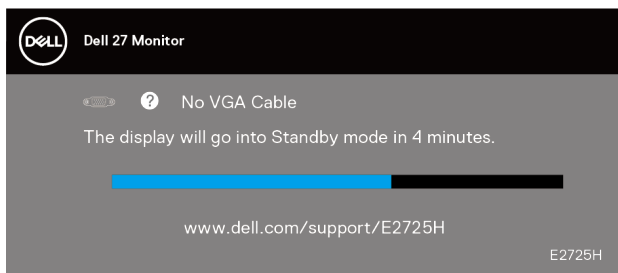 DELL
Dell 27 Monitor
? No VGA Cable
The display will go into Standby mode in 4 minutes.
www.dell.com/support/E2725H
E2725H